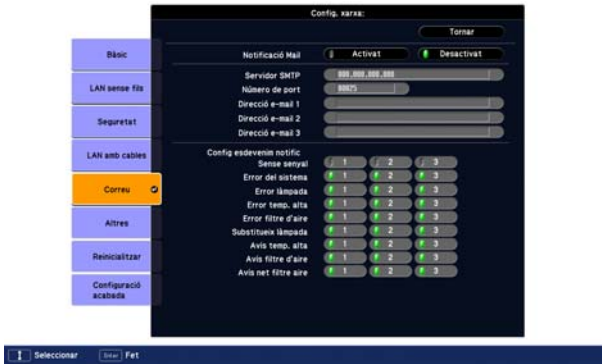 Config. xarxa:
Tornar
Bàsic
LAN sense fils
Seguretat
LAN amb cables
Correu
Altres
Reinicialitzar
Configuració
acabada
Notificació Mail Activat Desactivat
Servidor SMTP 000.000.000.000
Número de port 00025
Direcció e-mail 1
Direcció e-mail 2
Direcció e-mail 3
Config esdevenim notific
Sense senyal 1 2 3
Error del sistema 1 2 3
Error làmpada 1 2 3
Error temp. alta 1 2 3
Error filtre d'aire 1 2 3
Substitueix làmpada 1 2 3
Avís temp. alta 1 2 3
Avís filtre d'aire 1 2 3
Avís net filtre aire 1 2 3
Seleccionar Enter Fet